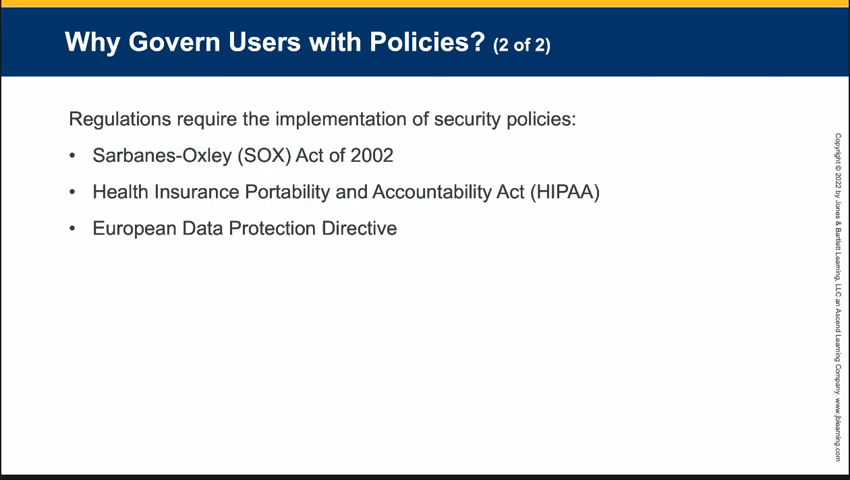 Why Govern Users with Policies? (2 of 2)
Regulations require the implementation of security policies:
• Sarbanes-Oxley (SOX) Act of 2002
• Health Insurance Portability and Accountability Act (HIPAA)
• European Data Protection Directive
Copyright © 2022 by Jones & Bartlett Learning, LLC an Ascend Learning Company. www.jblearning.com